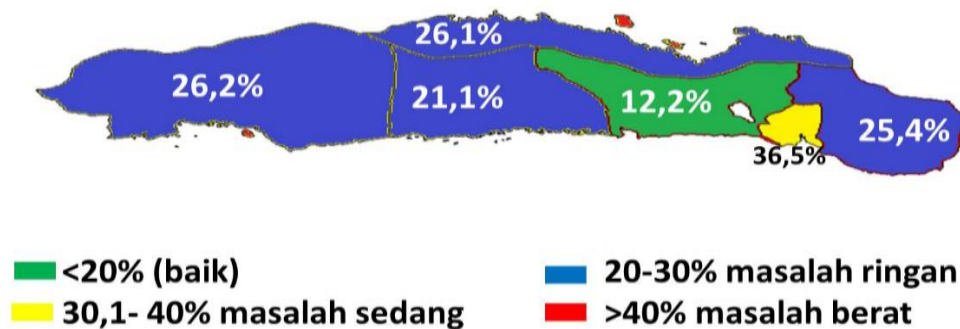 26,1%
26,2%
21,1%
12,2%
25,4%
36,5%
<20% (baik)
20-30% masalah ringan
30,1- 40% masalah sedang
>40% masalah berat